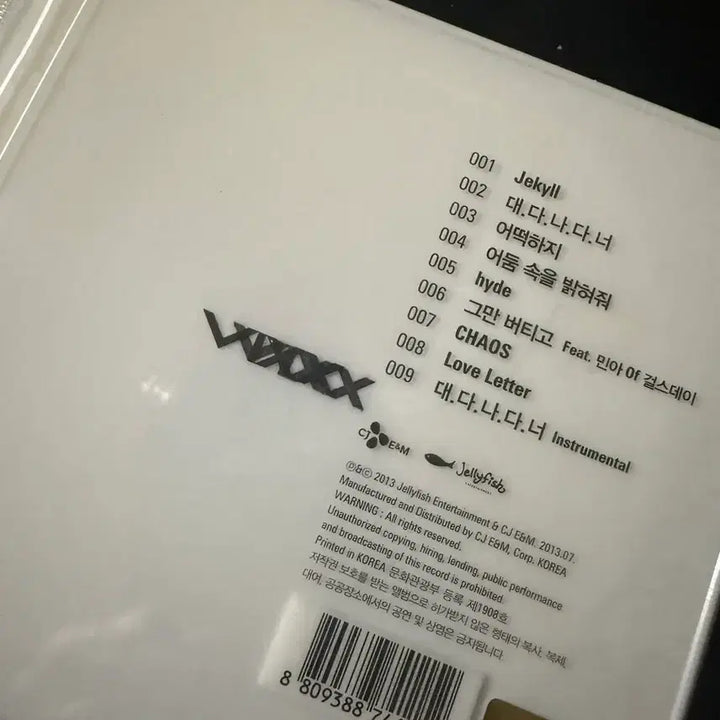 001 Jekyll
002 대.다.나.다.너
003 어떡하지
004 어둠 속을 밝혀줘
005 hyde
006 그만 버티고 Feat. 민아 Of 걸스데이
007 CHAOS
008 Love Letter
009 대.다.나.다.너 Instrumental
VIXX
CJ E&M Jellyfish
ENTERTAINMENT
ⓟ&ⓒ 2013 Jellyfish Entertainment & CJ E&M. 2013.07.
Manufactured and Distributed by CJ E&M, Corp. KOREA
WARNING : All rights reserved.
Unauthorized copying, hiring, lending, public performance
and broadcasting of this record is prohibited.
Printed in KOREA 문화관광부 등록 제1908호
저작권 보호를 받는 앨범으로 허가받지 않은 형태의 복사, 복제,
대여, 공공장소에서의 공연 및 상영은 금지됩니다.
8 809388 74